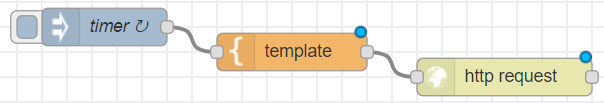 timer ↻
template
http request